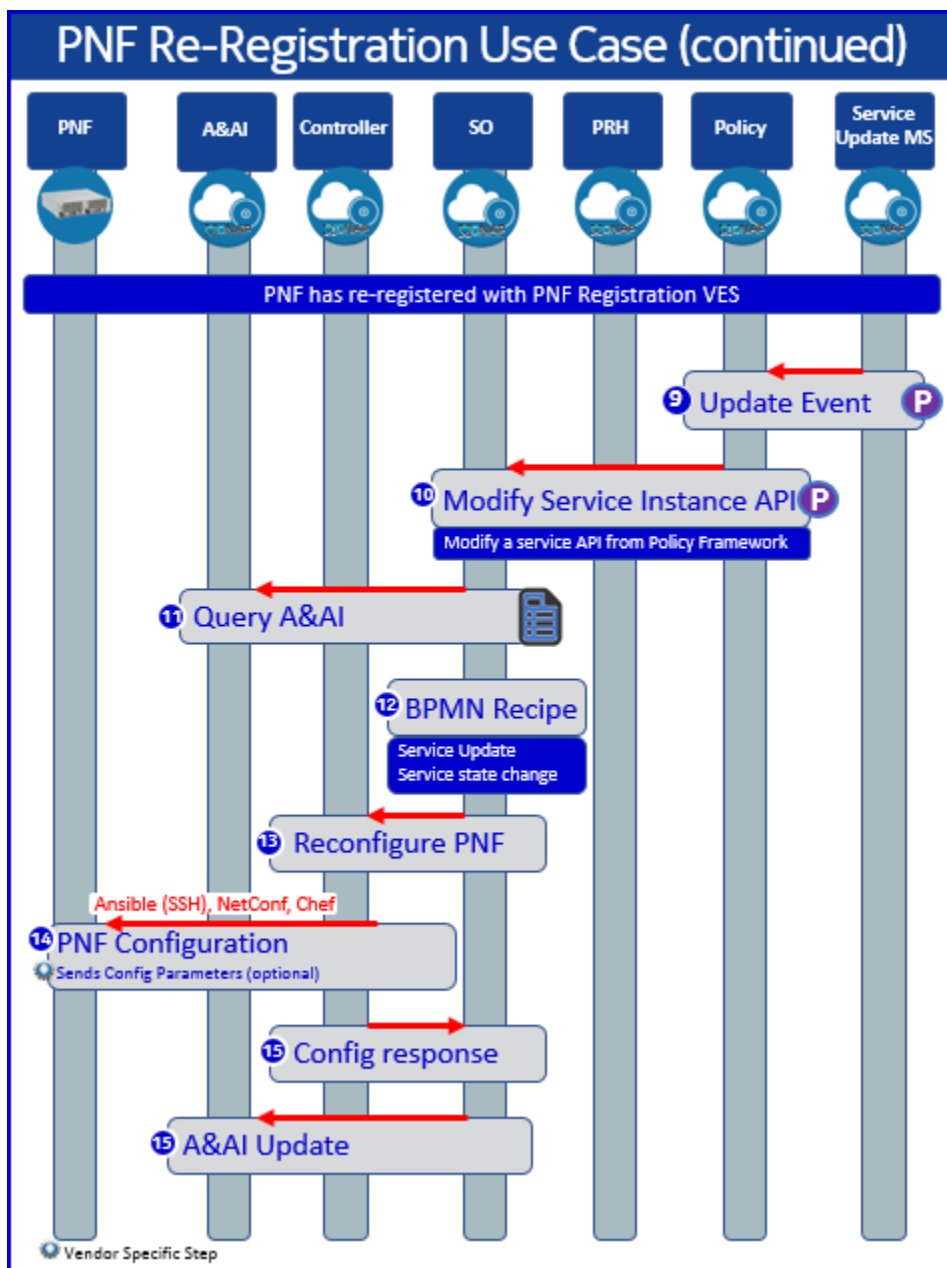 PNF Re-Registration Use Case (continued)
PNF
A&AI
Controller
SO
PRH
Policy
Service
Update MS
PNF has re-registered with PNF Registration VES
9 Update Event P
10 Modify Service Instance API P
Modify a service API from Policy Framework
11 Query A&AI
12 BPMN Recipe
Service Update
Service state change
13 Reconfigure PNF
Ansible (SSH), NetConf, Chef
14 PNF Configuration
Sends Config Parameters (optional)
15 Config response
15 A&AI Update
Vendor Specific Step